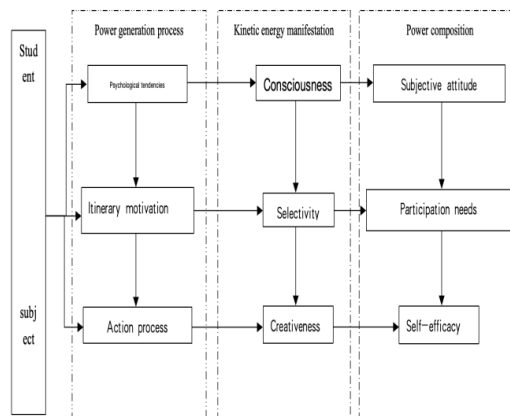 Power generation process
Kinetic energy manifestation
Power composition
Stud
ent
Psychological tendencies
Consciousness
Subjective attitude
Itinerary motivation
Selectivity
Participation needs
subj
ect
Action process
Creativeness
Self-efficacy